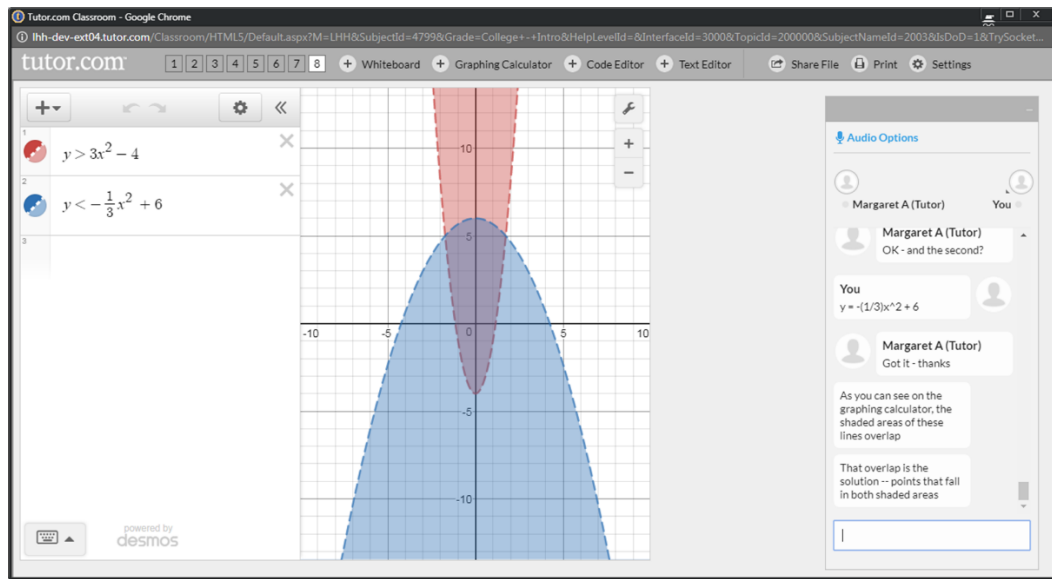 Tutor.com Classroom - Google Chrome
lhh-dev-ext04.tutor.com/Classroom/HTML5/Default.aspx?M=LHH&SubjectId=4799&Grade=College+-+Intro&HelpLevelId=&InterfaceId=3000&TopicId=200000&SubjectNameId=2003&IsDoD=1&TrySocket...
tutor.com 1 2 3 4 5 6 7 8 + Whiteboard + Graphing Calculator + Code Editor + Text Editor Share File Print Settings
1
y > 3x² − 4
2
y < −1/3 x² + 6
3
10
5
-10 -5 0 5 10
-5
-10
powered by
desmos
Audio Options
Margaret A (Tutor) You
Margaret A (Tutor)
OK - and the second?
You
y = -(1/3)x^2 + 6
Margaret A (Tutor)
Got it - thanks
As you can see on the
graphing calculator, the
shaded areas of these
lines overlap
That overlap is the
solution -- points that fall
in both shaded areas